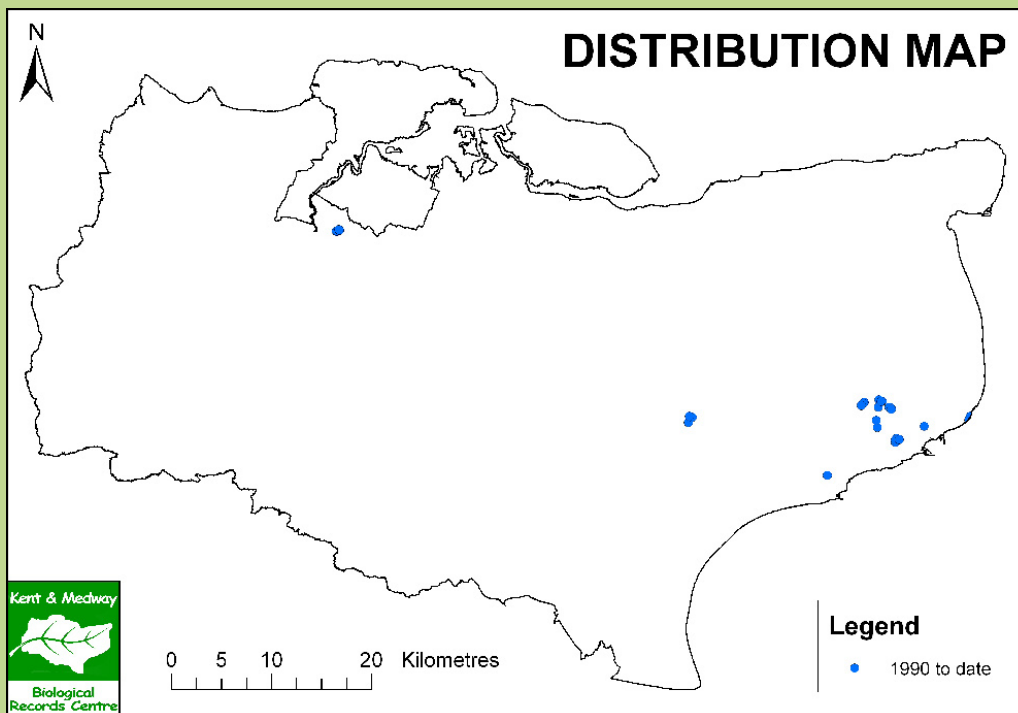 N
DISTRIBUTION MAP
Kent & Medway
Biological
Records Centre
0 5 10 20 Kilometres
Legend
1990 to date